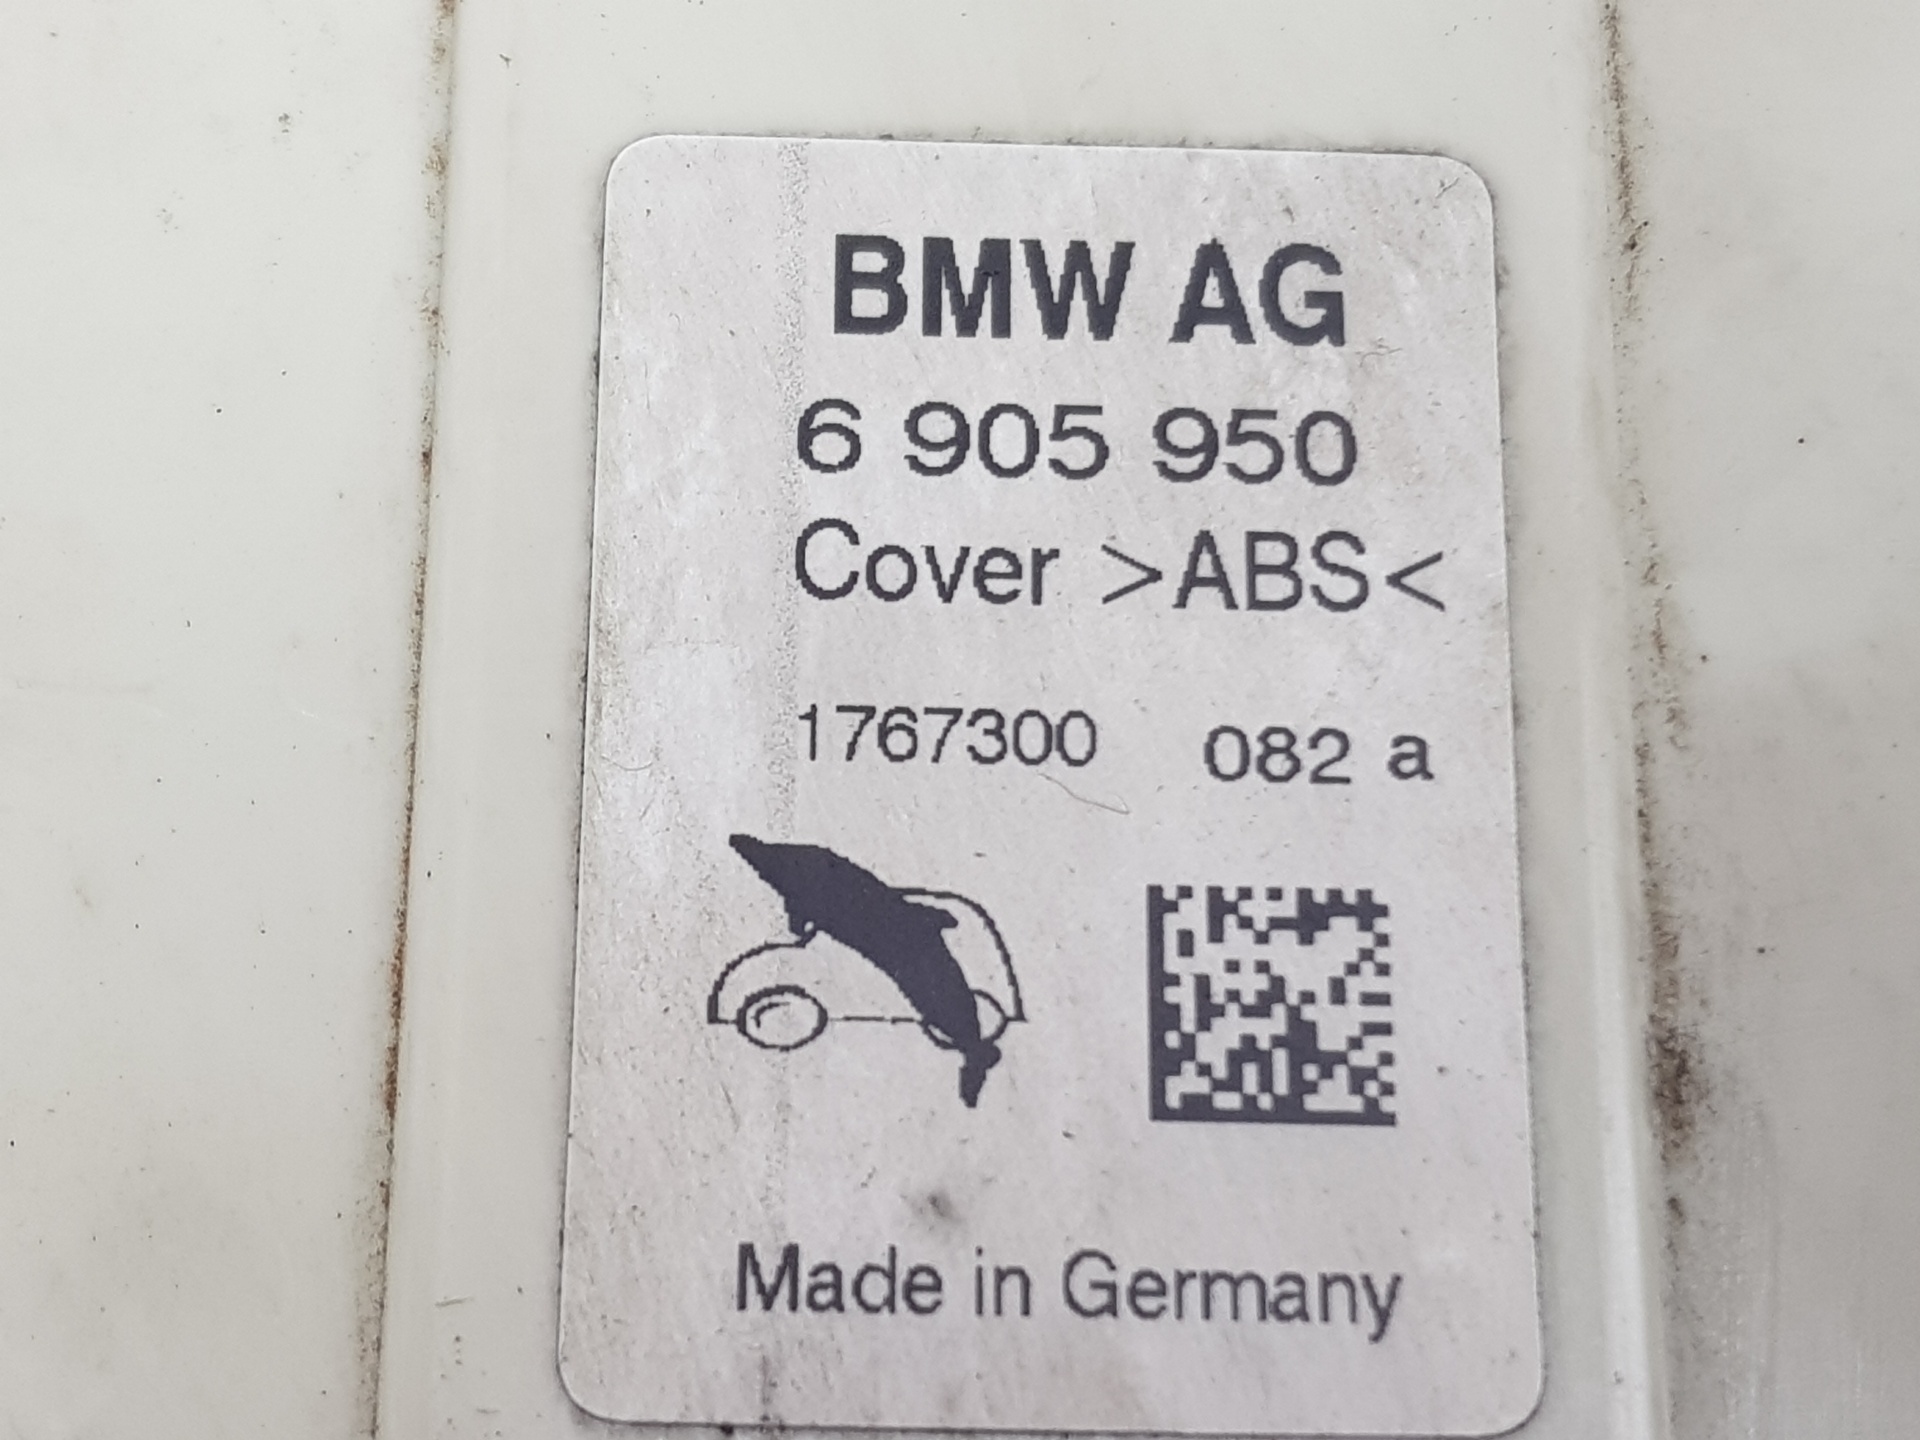 BMW AG
6 905 950
Cover >ABS<
1767300 082 a
Made in Germany